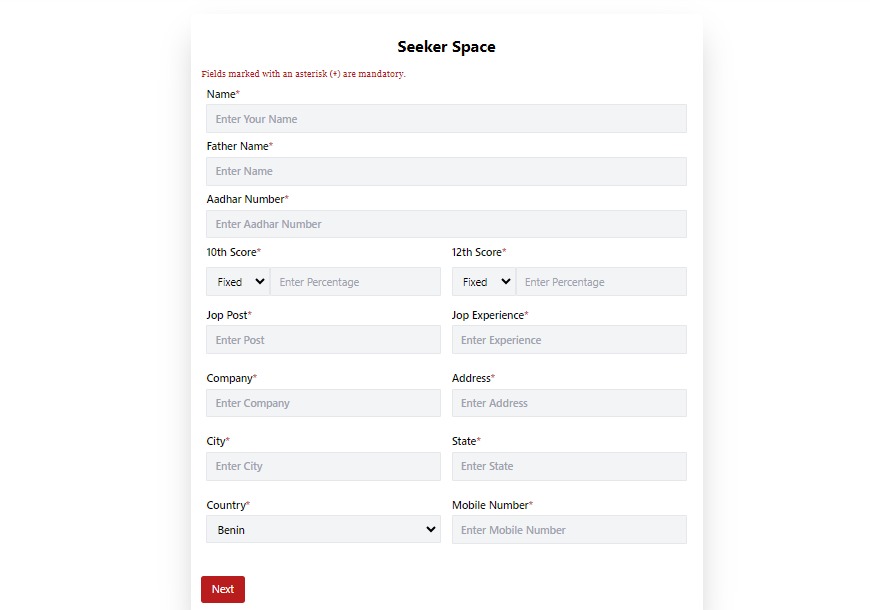 Seeker Space
Fields marked with an asterisk (*) are mandatory.
Name*
Enter Your Name
Father Name*
Enter Name
Aadhar Number*
Enter Aadhar Number
10th Score* 12th Score*
Fixed Enter Percentage Fixed Enter Percentage
Jop Post* Jop Experience*
Enter Post Enter Experience
Company* Address*
Enter Company Enter Address
City* State*
Enter City Enter State
Country* Mobile Number*
Benin Enter Mobile Number
Next